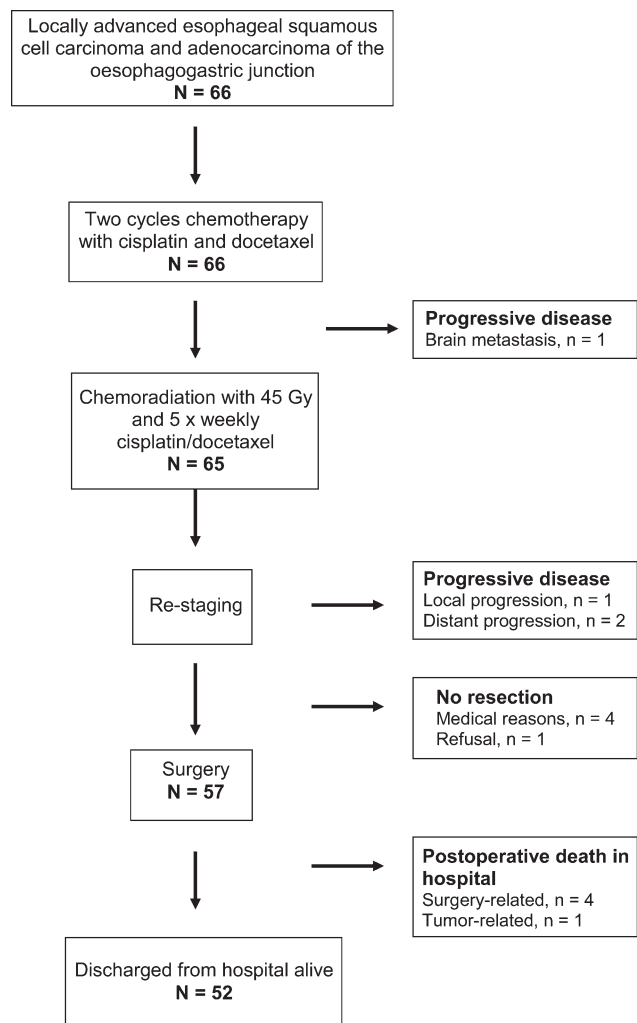 Locally advanced esophageal squamous
cell carcinoma and adenocarcinoma of the
oesophagogastric junction
N = 66
Two cycles chemotherapy
with cisplatin and docetaxel
N = 66
Progressive disease
Brain metastasis, n = 1
Chemoradiation with 45 Gy
and 5 x weekly
cisplatin/docetaxel
N = 65
Re-staging
Progressive disease
Local progression, n = 1
Distant progression, n = 2
No resection
Medical reasons, n = 4
Refusal, n = 1
Surgery
N = 57
Postoperative death in
hospital
Surgery-related, n = 4
Tumor-related, n = 1
Discharged from hospital alive
N = 52